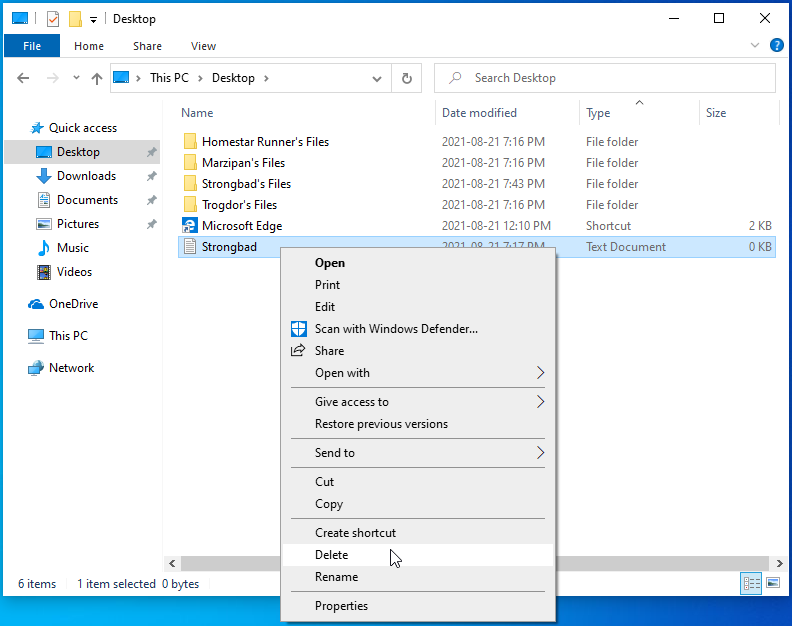 Desktop
File Home Share View
This PC Desktop
Search Desktop
Name Date modified Type Size
Quick access
Desktop
Downloads
Documents
Pictures
Music
Videos
OneDrive
This PC
Network
Homestar Runner's Files 2021-08-21 7:16 PM File folder
Marzipan's Files 2021-08-21 7:16 PM File folder
Strongbad's Files 2021-08-21 7:43 PM File folder
Trogdor's Files 2021-08-21 7:16 PM File folder
Microsoft Edge 2021-08-21 12:10 PM Shortcut 2 KB
Strongbad 2021-08-21 7:17 PM Text Document 0 KB
Open
Print
Edit
Scan with Windows Defender...
Share
Open with
Give access to
Restore previous versions
Send to
Cut
Copy
Create shortcut
Delete
Rename
Properties
6 items 1 item selected 0 bytes